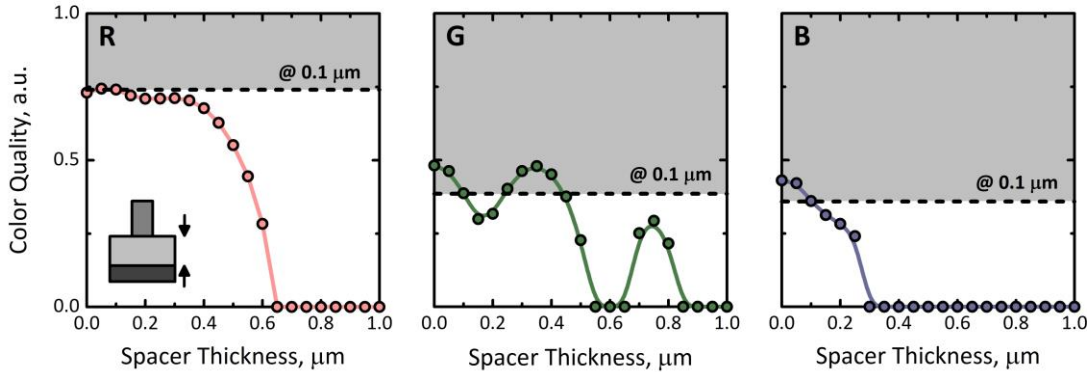 R
G
B
1.0
0.5
0.0
Color Quality, a.u.
@ 0.1 μm
@ 0.1 μm
@ 0.1 μm
0.0 0.2 0.4 0.6 0.8 1.0
0.0 0.2 0.4 0.6 0.8 1.0
0.0 0.2 0.4 0.6 0.8 1.0
Spacer Thickness, μm
Spacer Thickness, μm
Spacer Thickness, μm